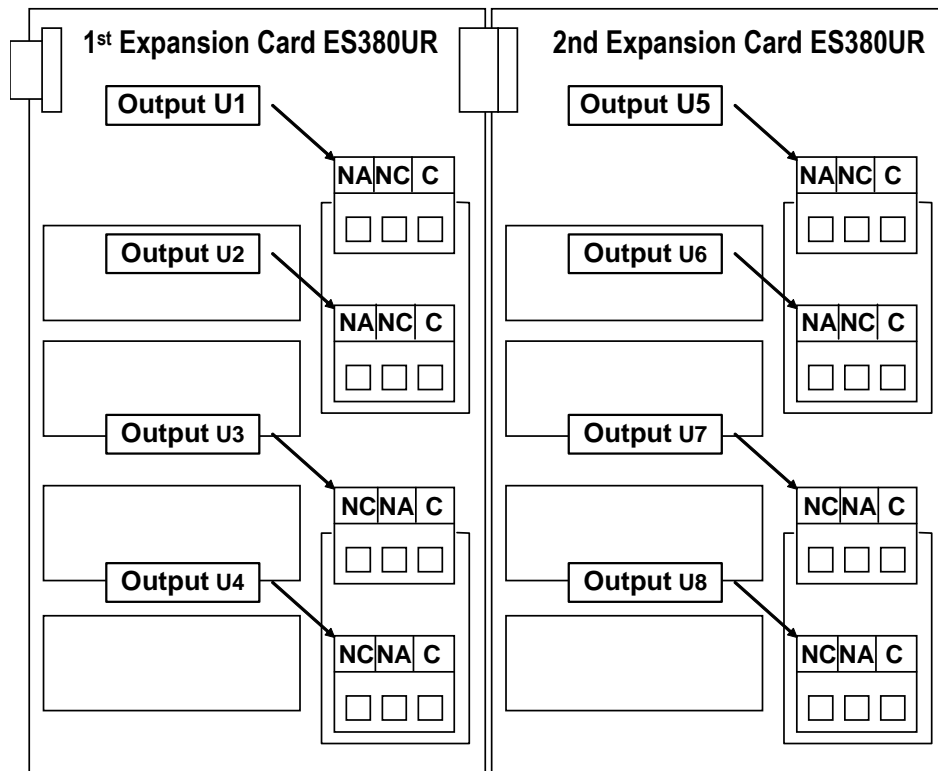 1st Expansion Card ES380UR
Output U1
NA NC C
Output U2
NA NC C
Output U3
NC NA C
Output U4
NC NA C
2nd Expansion Card ES380UR
Output U5
NA NC C
Output U6
NA NC C
Output U7
NC NA C
Output U8
NC NA C